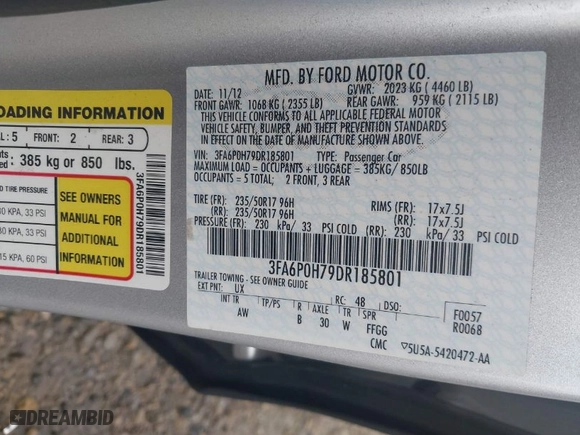 OADING INFORMATION
: 5 FRONT: 2 REAR: 3
385 kg or 850 lbs.
TIRE PRESSURE
KPA, 33 PSI
KPA, 33 PSI
15 KPA, 60 PSI
SEE OWNERS
MANUAL FOR
ADDITIONAL
INFORMATION
3FA6P0H79DR185801
MFD. BY FORD MOTOR CO.
DATE: 11/12 GVWR: 2023 KG ( 4460 LB)
FRONT GAWR: 1068 KG ( 2355 LB) REAR GAWR: 959 KG ( 2115 LB)
THIS VEHICLE CONFORMS TO ALL APPLICABLE FEDERAL MOTOR
VEHICLE SAFETY, BUMPER, AND THEFT PREVENTION STANDARDS
IN EFFECT ON THE DATE OF MANUFACTURE SHOWN ABOVE.
VIN: 3FA6P0H79DR185801 TYPE: Passenger Car
MAXIMUM LOAD = OCCUPANTS + LUGGAGE = 385KG/ 850LB
OCCUPANTS = 5 TOTAL; 2 FRONT, 3 REAR
TIRE (FR): 235/50R17 96H RIMS (FR): 17x7.5J
(RR): 235/50R17 96H (RR): 17x7.5J
PRESSURE (FR): 230 kPa/ 33 PSI COLD (RR): 230 kPa/ 33 PSI COLD
3FA6P0H79DR185801
TRAILER TOWING - SEE OWNER GUIDE
EXT PNT: UX RC: 48 DSO: F0057
INT TR TP/PS R AXLE TR SPR R0068
AW B 30 W FFGG
CMC 5U5A-5420472-AA
DREAMBID